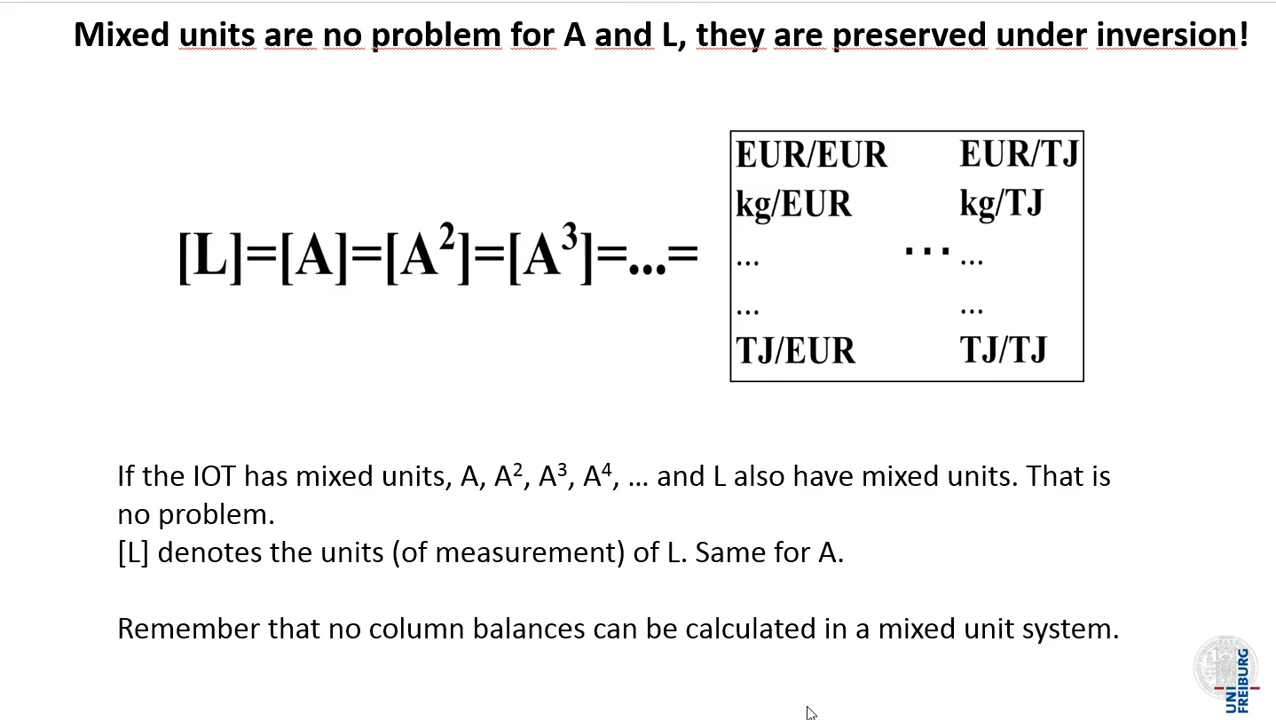 Mixed units are no problem for A and L, they are preserved under inversion!
EUR/EUR EUR/TJ
kg/EUR kg/TJ
[L]=[A]=[A²]=[A³]=...= ... ⋯ ...
... ...
TJ/EUR TJ/TJ
If the IOT has mixed units, A, A², A³, A⁴, … and L also have mixed units. That is
no problem.
[L] denotes the units (of measurement) of L. Same for A.
Remember that no column balances can be calculated in a mixed unit system.
UNI
FREIBURG